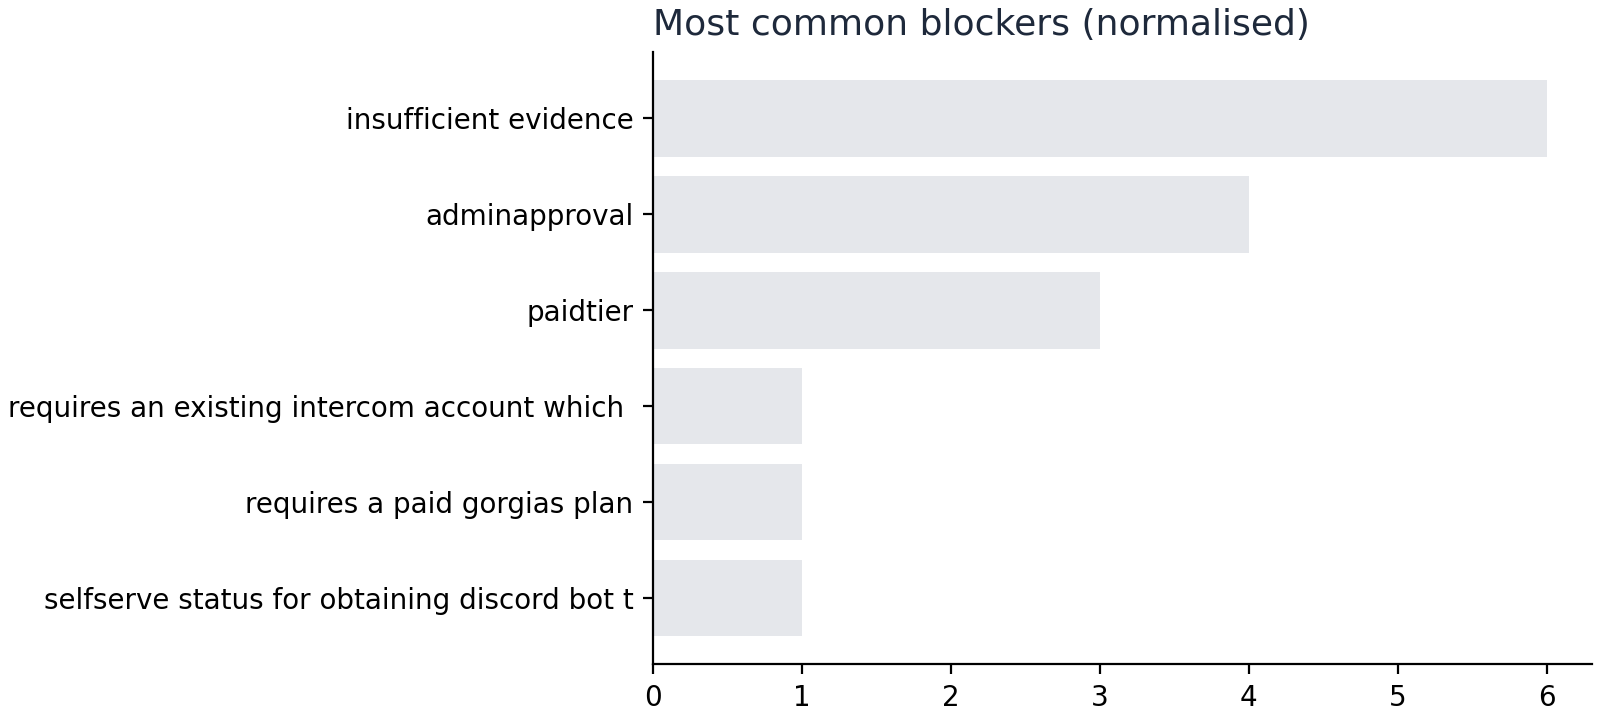 Most common blockers (normalised)
insufficient evidence
adminapproval
paidtier
requires an existing intercom account which
requires a paid gorgias plan
selfserve status for obtaining discord bot t
0 1 2 3 4 5 6